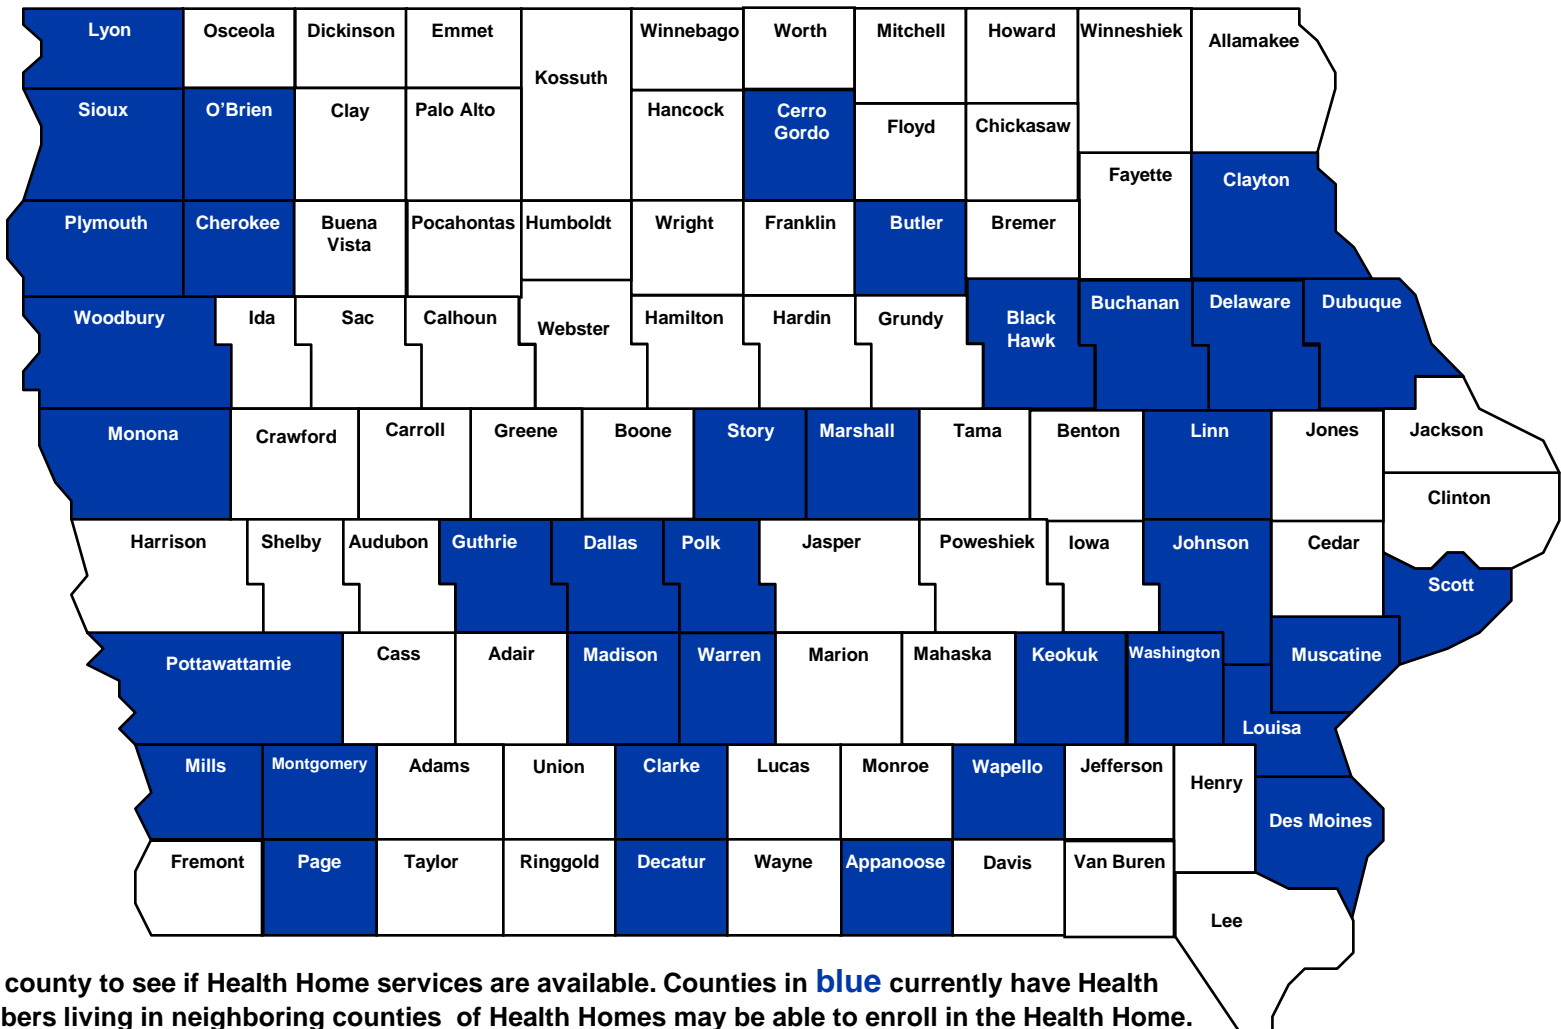 Lyon Osceola Dickinson Emmet Winnebago Worth Mitchell Howard Winneshiek Allamakee
Kossuth
Sioux O'Brien Clay Palo Alto Hancock Cerro Gordo Floyd Chickasaw
Fayette Clayton
Plymouth Cherokee Buena Vista Pocahontas Humboldt Wright Franklin Butler Bremer
Woodbury Ida Sac Calhoun Webster Hamilton Hardin Grundy Black Hawk Buchanan Delaware Dubuque
Monona Crawford Carroll Greene Boone Story Marshall Tama Benton Linn Jones Jackson
Clinton
Harrison Shelby Audubon Guthrie Dallas Polk Jasper Poweshiek Iowa Johnson Cedar
Scott
Pottawattamie Cass Adair Madison Warren Marion Mahaska Keokuk Washington Muscatine
Louisa
Mills Montgomery Adams Union Clarke Lucas Monroe Wapello Jefferson Henry
Des Moines
Fremont Page Taylor Ringgold Decatur Wayne Appanoose Davis Van Buren
Lee
county to see if Health Home services are available. Counties in blue currently have Health
bers living in neighboring counties of Health Homes may be able to enroll in the Health Home.